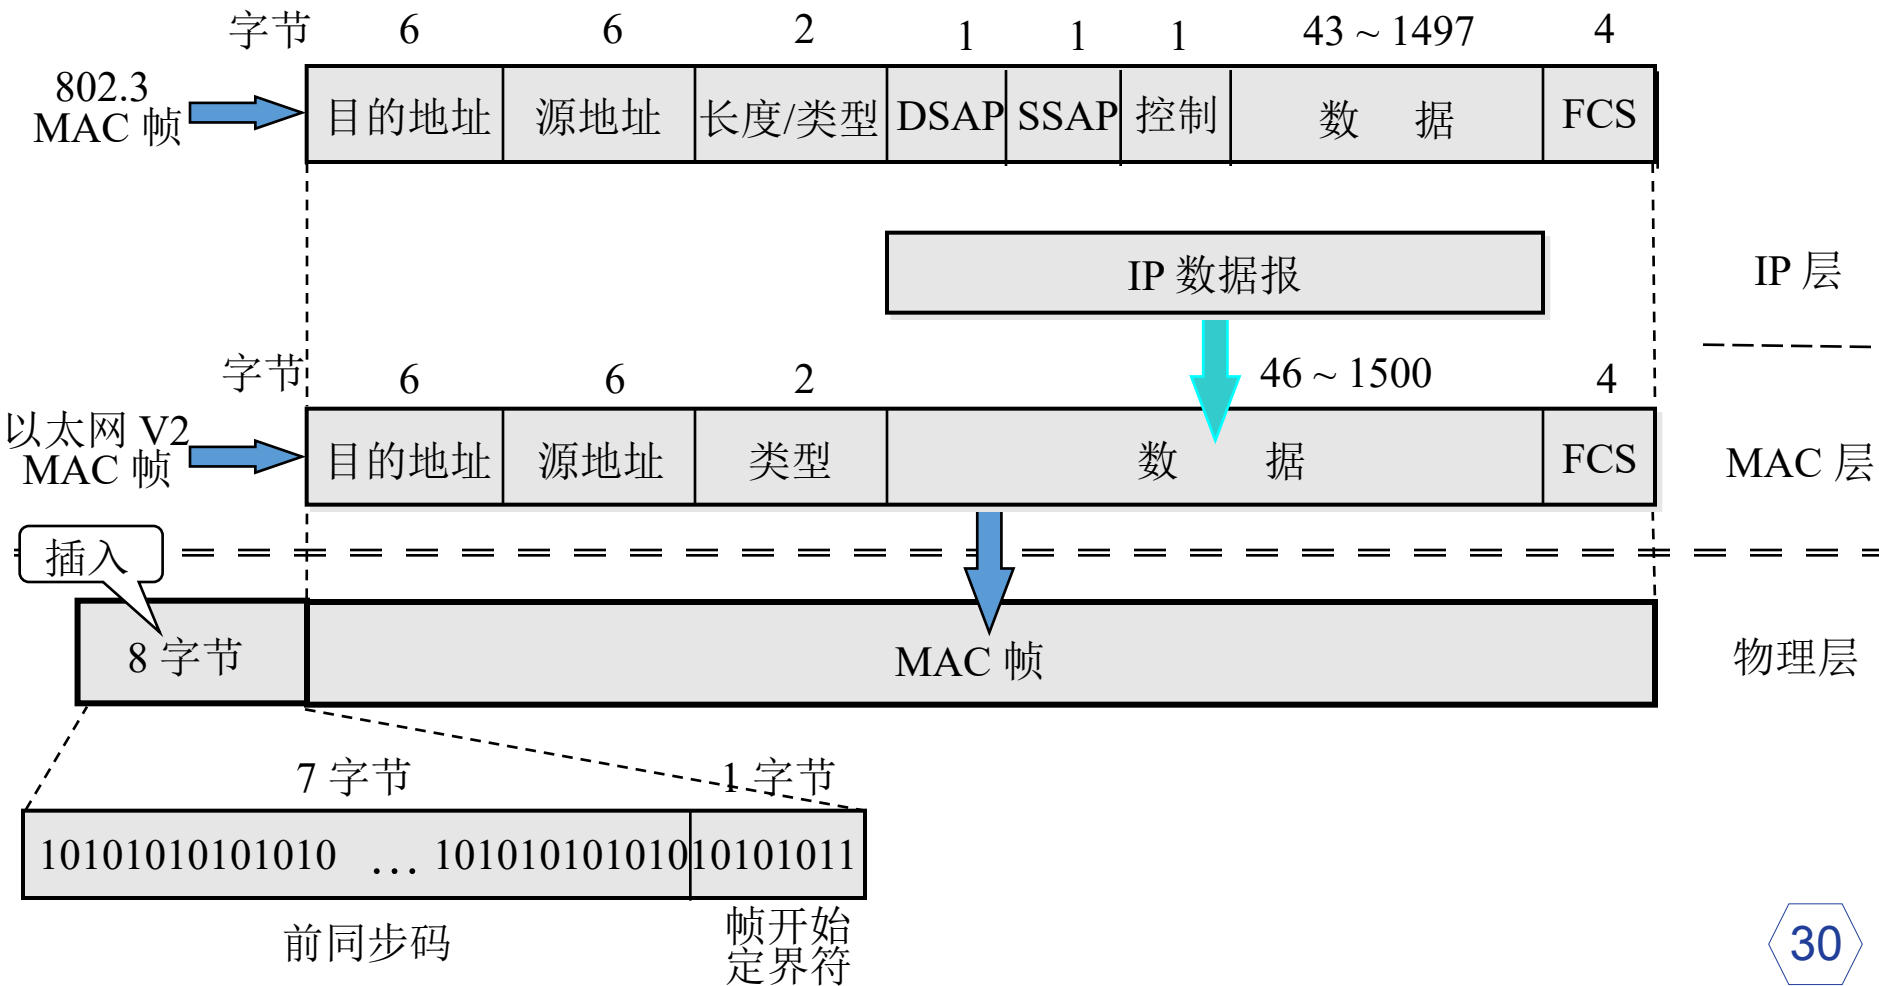 字节 6 6 2 1 1 1 43 ~ 1497 4
802.3
MAC 帧
目的地址 源地址 长度/类型 DSAP SSAP 控制 数 据 FCS
IP 数据报
IP 层
字节 6 6 2 46 ~ 1500 4
以太网 V2
MAC 帧
目的地址 源地址 类型 数 据 FCS
MAC 层
插入
8 字节
MAC 帧
物理层
7 字节 1 字节
10101010101010 … 101010101010 10101011
前同步码
帧开始
定界符
30